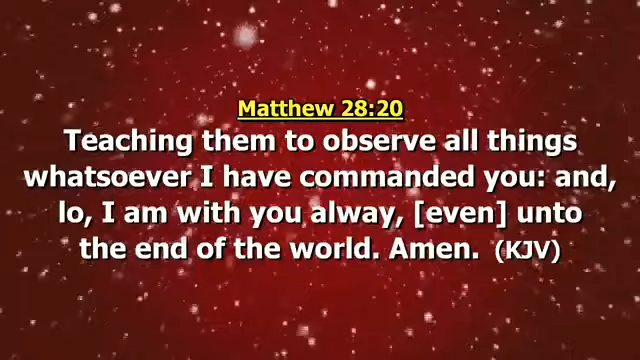 Matthew 28:20
Teaching them to observe all things
whatsoever I have commanded you: and,
lo, I am with you alway, [even] unto
the end of the world. Amen. (KJV)